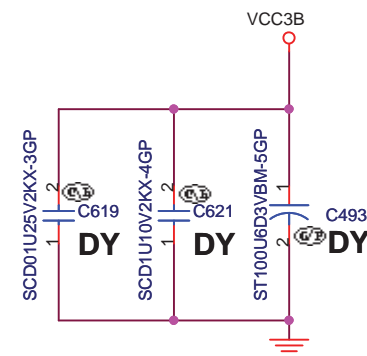 VCC3B
SCD01U25V2KX-3GP
2
1
C619
DY
SCD1U10V2KX-4GP
2
1
C621
DY
ST100U6D3VBM-5GP
1
2
C493
G/P
DY